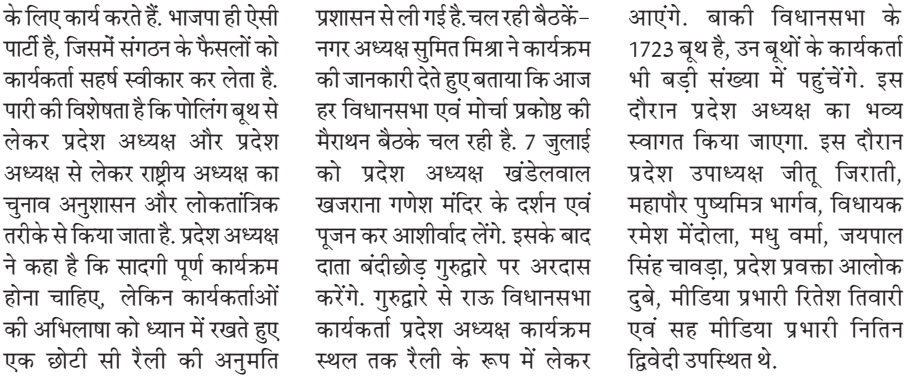 के लिए कार्य करते हैं. भाजपा ही ऐसी
पार्टी है, जिसमें संगठन के फैसलों को
कार्यकर्ता सहर्ष स्वीकार कर लेता है.
पारी की विशेषता है कि पोलिंग बूथ से
लेकर प्रदेश अध्यक्ष और प्रदेश
अध्यक्ष से लेकर राष्ट्रीय अध्यक्ष का
चुनाव अनुशासन और लोकतांत्रिक
तरीके से किया जाता है. प्रदेश अध्यक्ष
ने कहा है कि सादगी पूर्ण कार्यक्रम
होना चाहिए, लेकिन कार्यकर्ताओं
की अभिलाषा को ध्यान में रखते हुए
एक छोटी सी रैली की अनुमति
प्रशासन से ली गई है.चल रही बैठकें-
नगर अध्यक्ष सुमित मिश्रा ने कार्यक्रम
की जानकारी देते हुए बताया कि आज
हर विधानसभा एवं मोर्चा प्रकोष्ठ की
मैराथन बैठके चल रही है. 7 जुलाई
को प्रदेश अध्यक्ष खंडेलवाल
खजराना गणेश मंदिर के दर्शन एवं
पूजन कर आशीर्वाद लेंगे. इसके बाद
दाता बंदीछोड़ गुरुद्वारे पर अरदास
करेंगे. गुरुद्वारे से राऊ विधानसभा
कार्यकर्ता प्रदेश अध्यक्ष कार्यक्रम
स्थल तक रैली के रूप में लेकर
आएंगे. बाकी विधानसभा के
1723 बूथ है, उन बूथों के कार्यकर्ता
भी बड़ी संख्या में पहुंचेंगे. इस
दौरान प्रदेश अध्यक्ष का भव्य
स्वागत किया जाएगा. इस दौरान
प्रदेश उपाध्यक्ष जीतू जिराती,
महापौर पुष्यमित्र भार्गव, विधायक
रमेश मेंदोला, मधु वर्मा, जयपाल
सिंह चावड़ा, प्रदेश प्रवक्ता आलोक
दुबे, मीडिया प्रभारी रितेश तिवारी
एवं सह मीडिया प्रभारी नितिन
द्विवेदी उपस्थित थे.